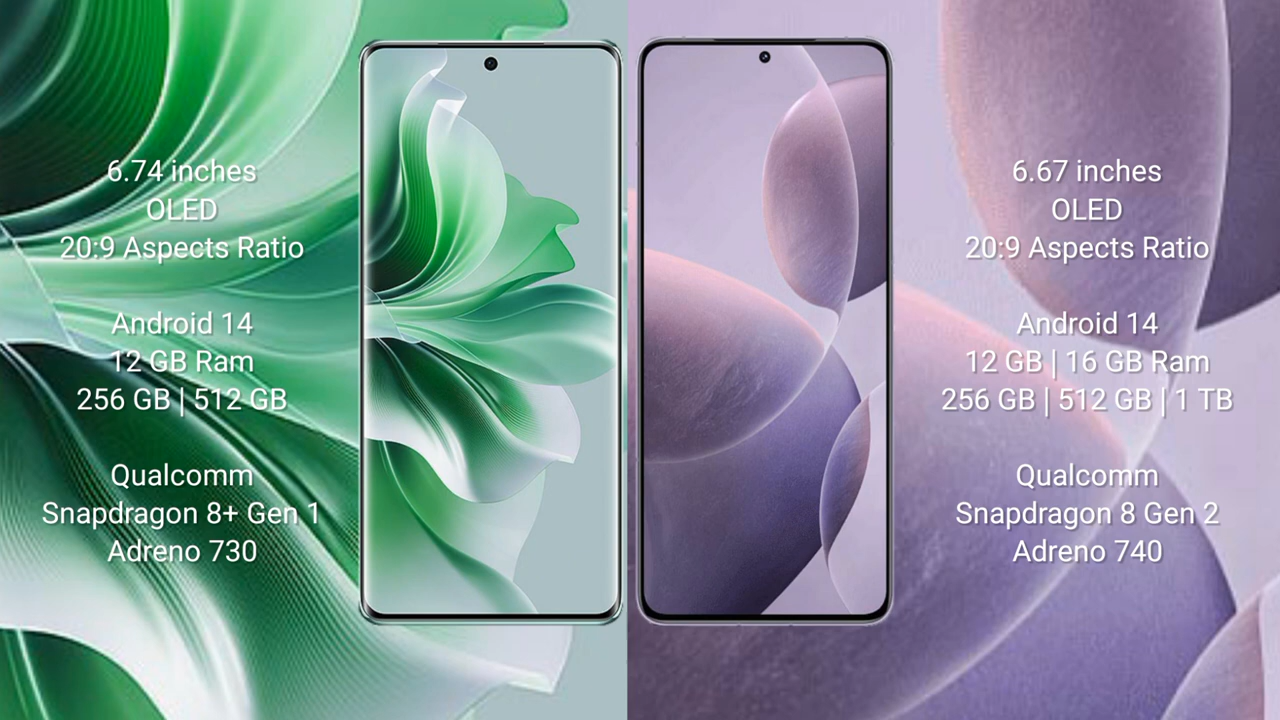 6.74 inches
OLED
20:9 Aspects Ratio
Android 14
12 GB Ram
256 GB | 512 GB
Qualcomm
Snapdragon 8+ Gen 1
Adreno 730
6.67 inches
OLED
20:9 Aspects Ratio
Android 14
12 GB | 16 GB Ram
256 GB | 512 GB | 1 TB
Qualcomm
Snapdragon 8 Gen 2
Adreno 740